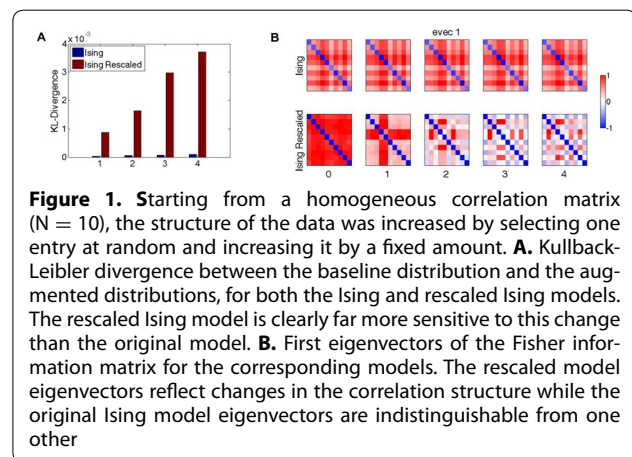 A
4 x 10⁻³
Ising
Ising Rescaled
3
2
1
0
KL-Divergence
1 2 3 4
B
evec 1
Ising
Ising Rescaled
0 1 2 3 4
1
0
-1
Figure 1. Starting from a homogeneous correlation matrix
(N = 10), the structure of the data was increased by selecting one
entry at random and increasing it by a fixed amount. A. Kullback-
Leibler divergence between the baseline distribution and the aug-
mented distributions, for both the Ising and rescaled Ising models.
The rescaled Ising model is clearly far more sensitive to this change
than the original model. B. First eigenvectors of the Fisher infor-
mation matrix for the corresponding models. The rescaled model
eigenvectors reflect changes in the correlation structure while the
original Ising model eigenvectors are indistinguishable from one
other